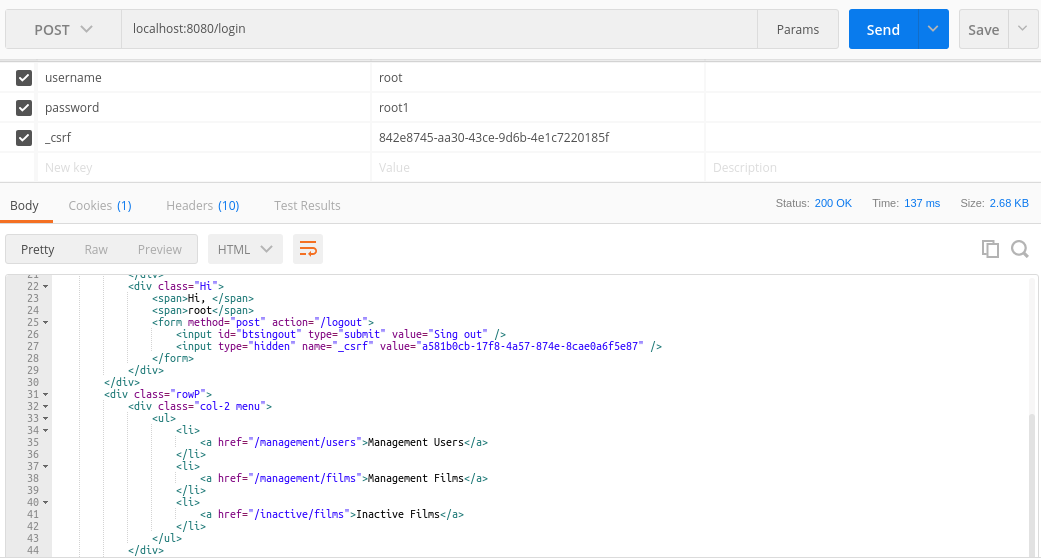 POST localhost:8080/login Params Send Save
username root
password root1
_csrf 842e8745-aa30-43ce-9d6b-4e1c7220185f
New key Value Description
Body Cookies (1) Headers (10) Test Results Status: 200 OK Time: 137 ms Size: 2.68 KB
Pretty Raw Preview HTML
21 </div>
22 <div class="Hi">
23 <span>Hi, </span>
24 <span>root</span>
25 <form method="post" action="/logout">
26 <input id="btsingout" type="submit" value="Sing out" />
27 <input type="hidden" name="_csrf" value="a581b0cb-17f8-4a57-874e-8cae0a6f5e87" />
28 </form>
29 </div>
30 </div>
31 <div class="rowP">
32 <div class="col-2 menu">
33 <ul>
34 <li>
35 <a href="/management/users">Management Users</a>
36 </li>
37 <li>
38 <a href="/management/films">Management Films</a>
39 </li>
40 <li>
41 <a href="/inactive/films">Inactive Films</a>
42 </li>
43 </ul>
44 </div>